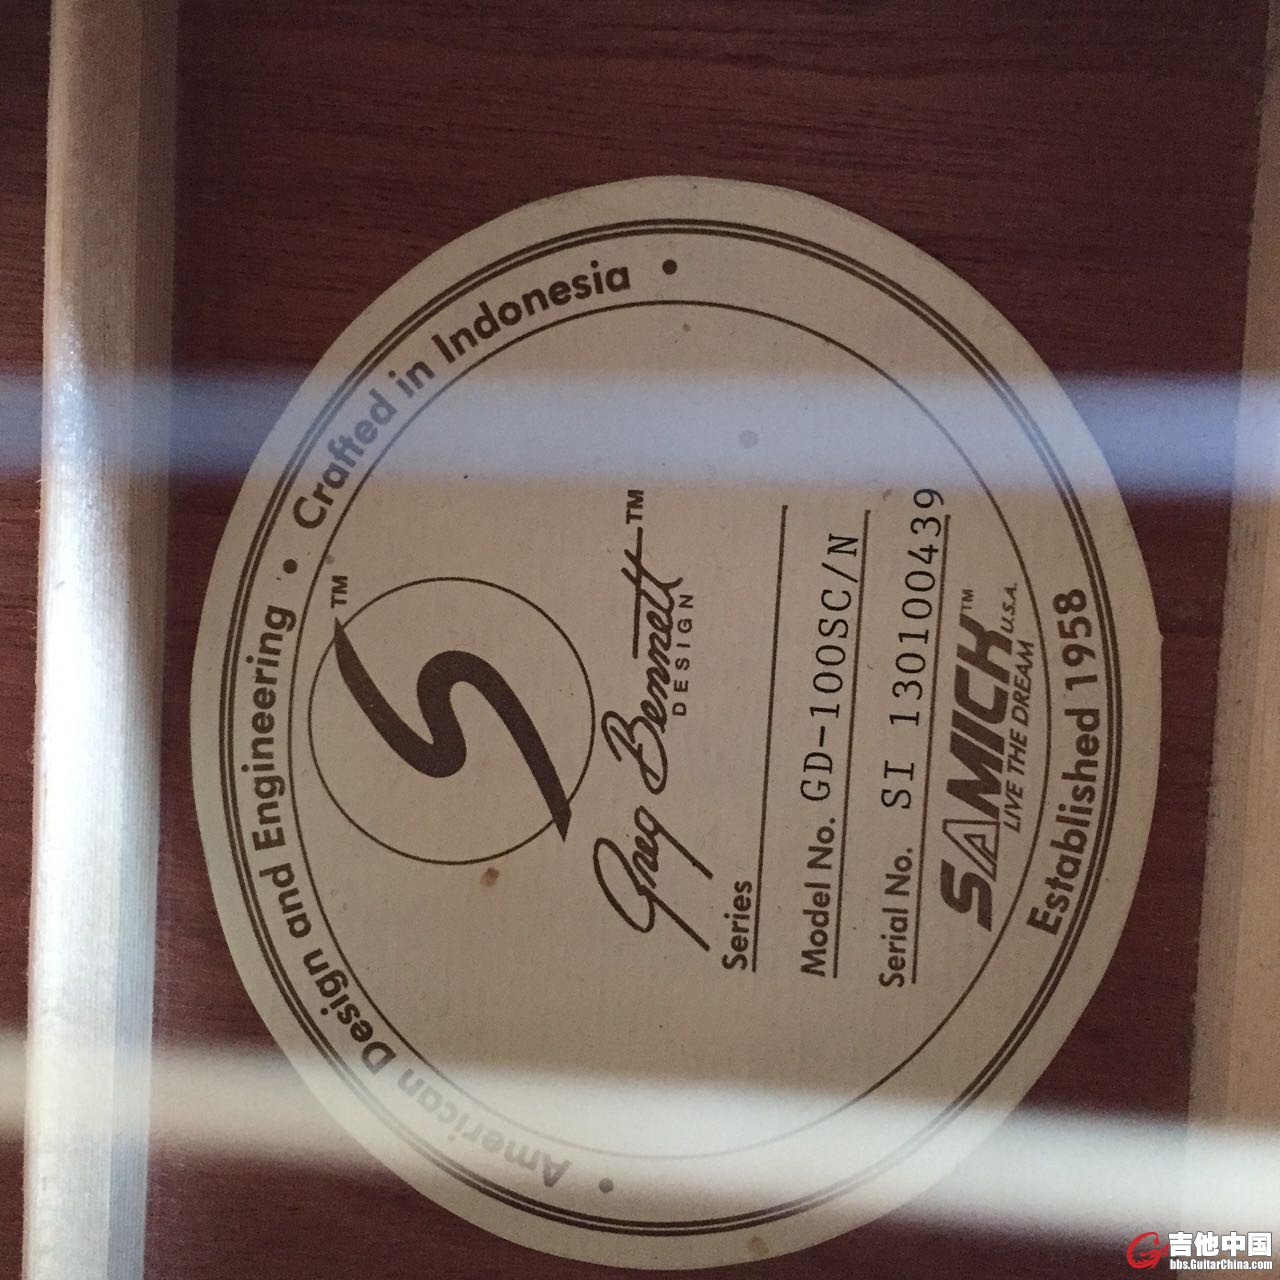 • American Design and Engineering • Crafted in Indonesia •
TM
S
Greg Bennett TM
DESIGN
Series
Model No. GD-100SC/N
Serial No. SI 130100439
SAMICK TM
LIVE THE DREAM U.S.A.
Established 1958
吉他中国
bbs.GuitarChina.com